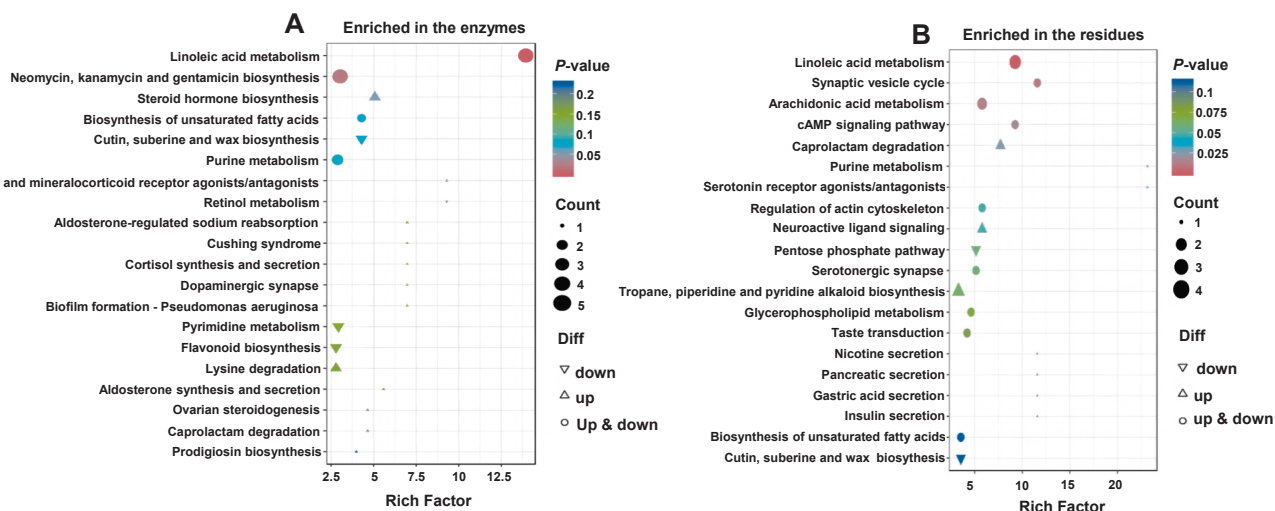 A
Enriched in the enzymes
Linoleic acid metabolism
Neomycin, kanamycin and gentamicin biosynthesis
Steroid hormone biosynthesis
Biosynthesis of unsaturated fatty acids
Cutin, suberine and wax biosynthesis
Purine metabolism
and mineralocorticoid receptor agonists/antagonists
Retinol metabolism
Aldosterone-regulated sodium reabsorption
Cushing syndrome
Cortisol synthesis and secretion
Dopaminergic synapse
Biofilm formation - Pseudomonas aeruginosa
Pyrimidine metabolism
Flavonoid biosynthesis
Lysine degradation
Aldosterone synthesis and secretion
Ovarian steroidogenesis
Caprolactam degradation
Prodigiosin biosynthesis
2.5 5 7.5 10 12.5
Rich Factor
P-value
0.2
0.15
0.1
0.05
Count
1
2
3
4
5
Diff
down
up
Up & down
B
Enriched in the residues
Linoleic acid metabolism
Synaptic vesicle cycle
Arachidonic acid metabolism
cAMP signaling pathway
Caprolactam degradation
Purine metabolism
Serotonin receptor agonists/antagonists
Regulation of actin cytoskeleton
Neuroactive ligand signaling
Pentose phosphate pathway
Serotonergic synapse
Tropane, piperidine and pyridine alkaloid biosynthesis
Glycerophospholipid metabolism
Taste transduction
Nicotine secretion
Pancreatic secretion
Gastric acid secretion
Insulin secretion
Biosynthesis of unsaturated fatty acids
Cutin, suberine and wax biosythesis
5 10 15 20
Rich Factor
P-value
0.1
0.075
0.05
0.025
Count
1
2
3
4
Diff
down
up
up & down